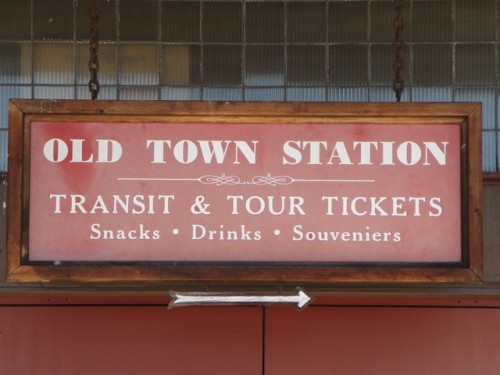 OLD TOWN STATION
TRANSIT & TOUR TICKETS
Snacks • Drinks • Souveniers